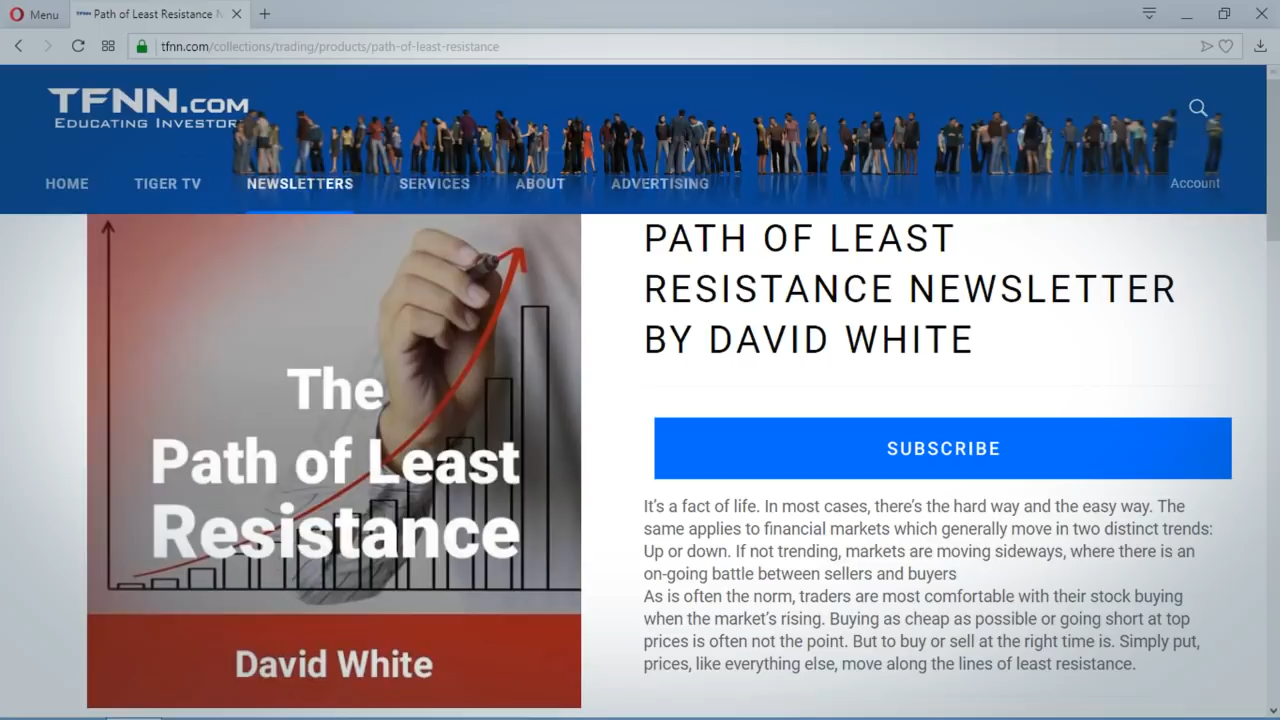 Menu
Path of Least Resistance N
tfnn.com/collections/trading/products/path-of-least-resistance
TFNN.COM
EDUCATING INVESTOR
HOME
TIGER TV
NEWSLETTERS
SERVICES
ABOUT
ADVERTISING
Account
The
Path of Least
Resistance
David White
PATH OF LEAST
RESISTANCE NEWSLETTER
BY DAVID WHITE
SUBSCRIBE
It's a fact of life. In most cases, there's the hard way and the easy way. The
same applies to financial markets which generally move in two distinct trends:
Up or down. If not trending, markets are moving sideways, where there is an
on-going battle between sellers and buyers
As is often the norm, traders are most comfortable with their stock buying
when the market's rising. Buying as cheap as possible or going short at top
prices is often not the point. But to buy or sell at the right time is. Simply put,
prices, like everything else, move along the lines of least resistance.